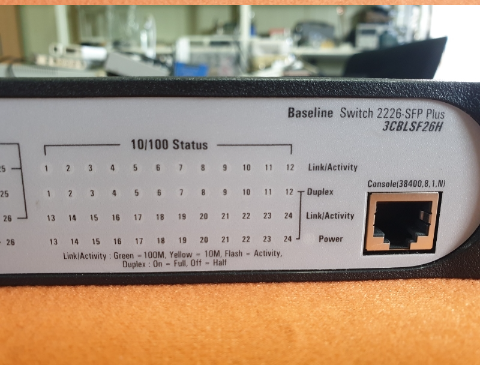 Baseline Switch 2226-SFP Plus
3CBLSF26H
10/100 Status
25 1 2 3 4 5 6 7 8 9 10 11 12 Link/Activity
25 1 2 3 4 5 6 7 8 9 10 11 12 Duplex
26 13 14 15 16 17 18 19 20 21 22 23 24 Link/Activity
26 13 14 15 16 17 18 19 20 21 22 23 24 Power
Console(38400,8,1,N)
Link/Activity : Green - 100M, Yellow - 10M, Flash - Activity,
Duplex : On - Full, Off - Half